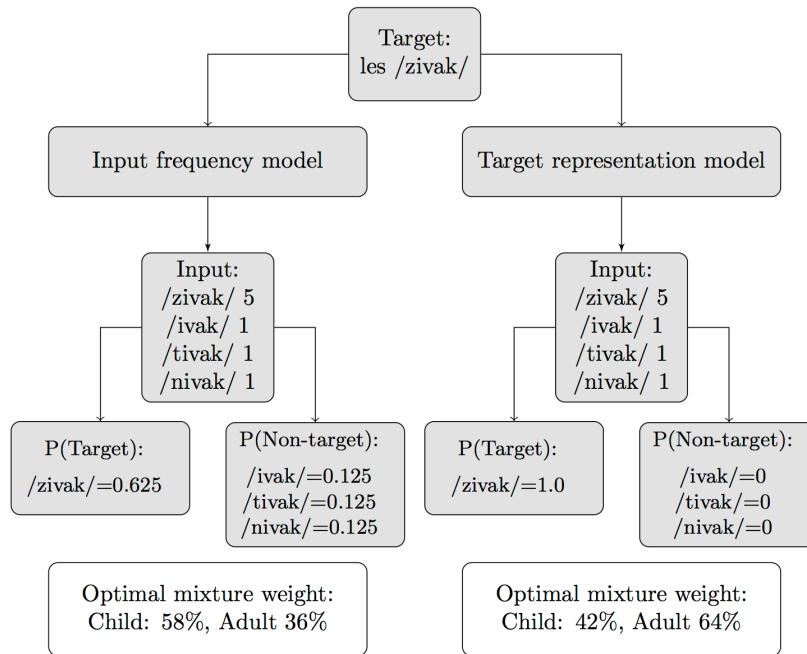 Target:
les /zivak/
Input frequency model
Target representation model
Input:
/zivak/ 5
/ivak/ 1
/tivak/ 1
/nivak/ 1
Input:
/zivak/ 5
/ivak/ 1
/tivak/ 1
/nivak/ 1
P(Target):
/zivak/=0.625
P(Non-target):
/ivak/=0.125
/tivak/=0.125
/nivak/=0.125
P(Target):
/zivak/=1.0
P(Non-target):
/ivak/=0
/tivak/=0
/nivak/=0
Optimal mixture weight:
Child: 58%, Adult 36%
Optimal mixture weight:
Child: 42%, Adult 64%